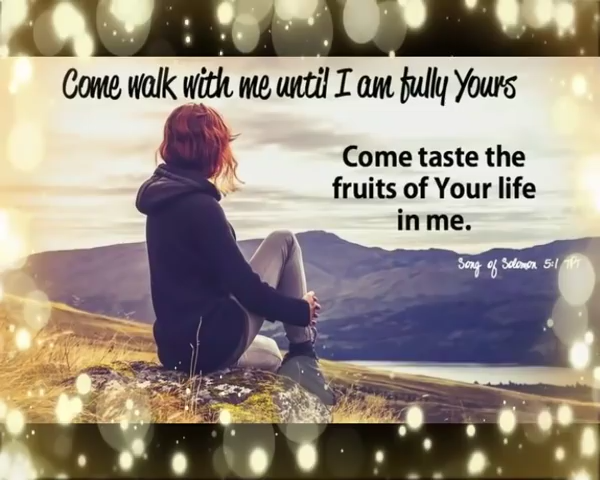 Come walk with me until I am fully Yours
Come taste the
fruits of Your life
in me.
Song of Solomon 5:1